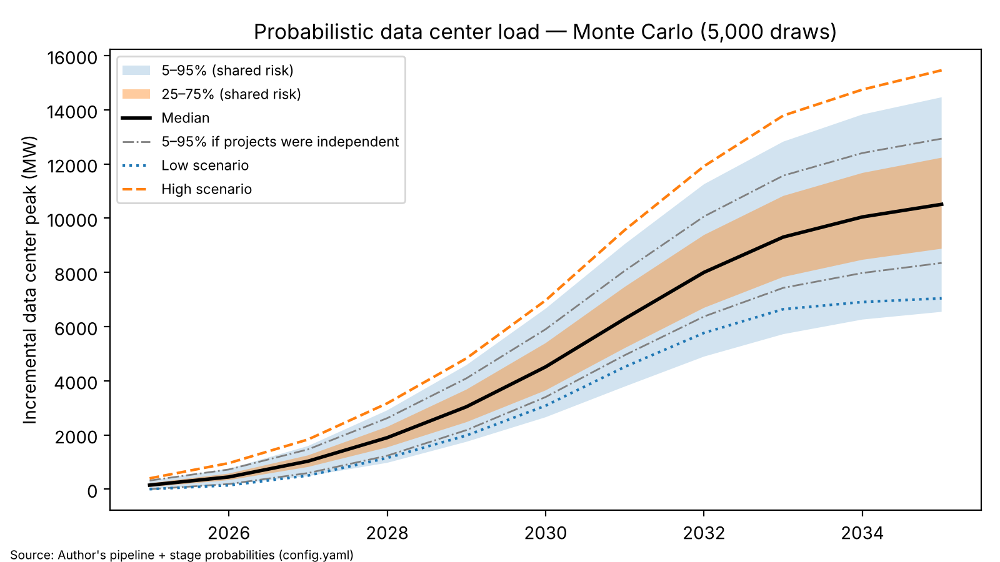 Probabilistic data center load — Monte Carlo (5,000 draws)
Incremental data center peak (MW)
16000
14000
12000
10000
8000
6000
4000
2000
0
5–95% (shared risk)
25–75% (shared risk)
Median
5–95% if projects were independent
Low scenario
High scenario
2026 2028 2030 2032 2034
Source: Author's pipeline + stage probabilities (config.yaml)